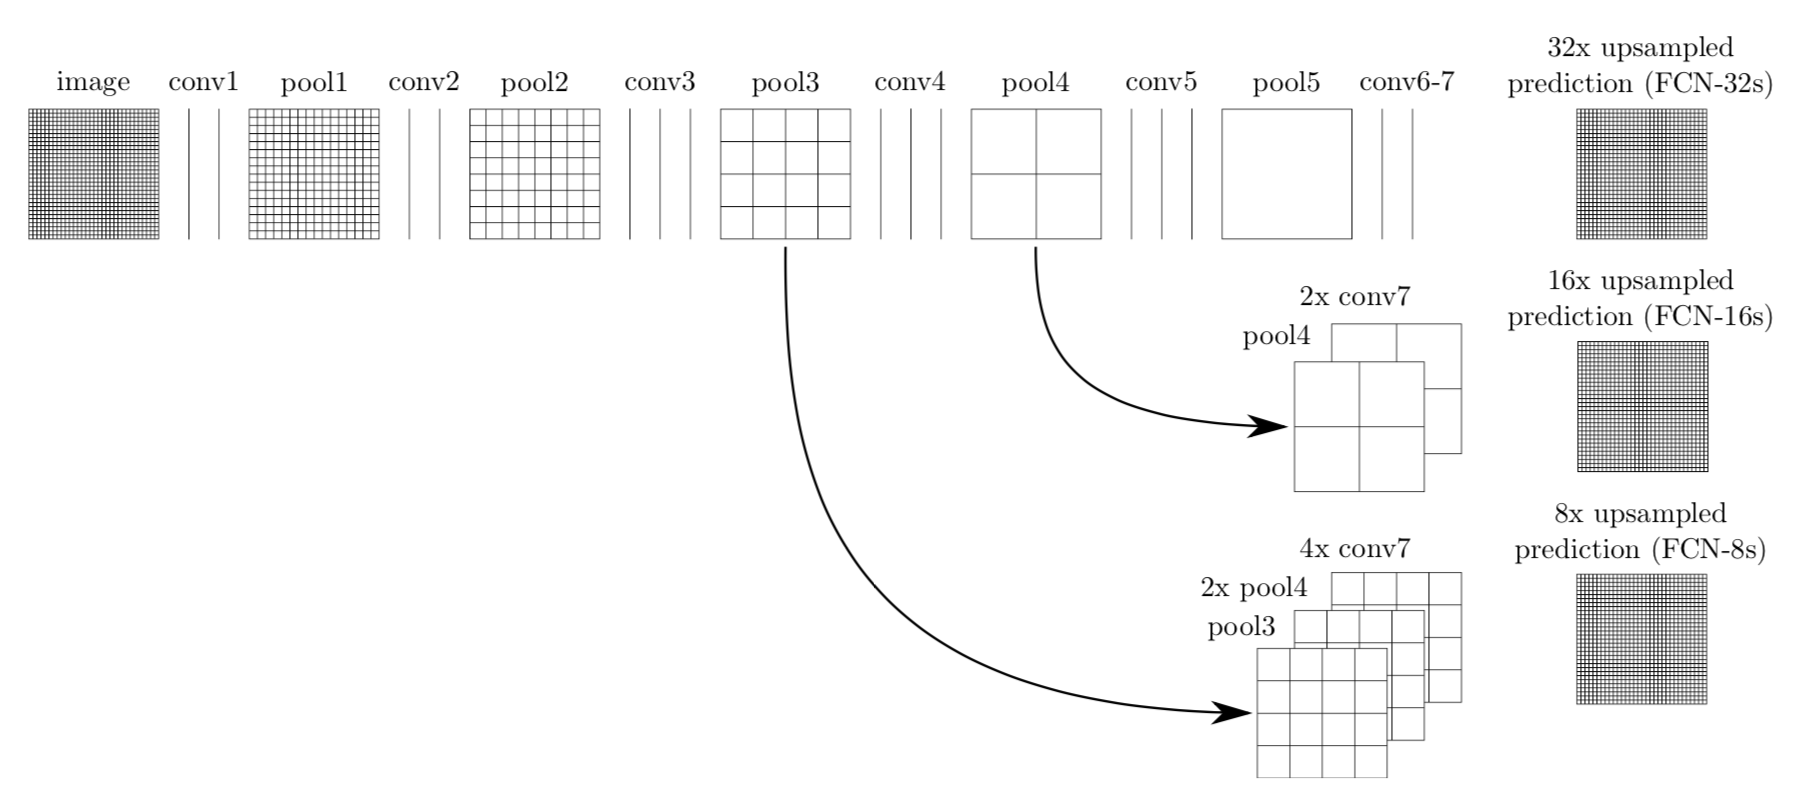 image
conv1
pool1
conv2
pool2
conv3
pool3
conv4
pool4
conv5
pool5
conv6-7
32x upsampled
prediction (FCN-32s)
2x conv7
pool4
16x upsampled
prediction (FCN-16s)
4x conv7
2x pool4
pool3
8x upsampled
prediction (FCN-8s)